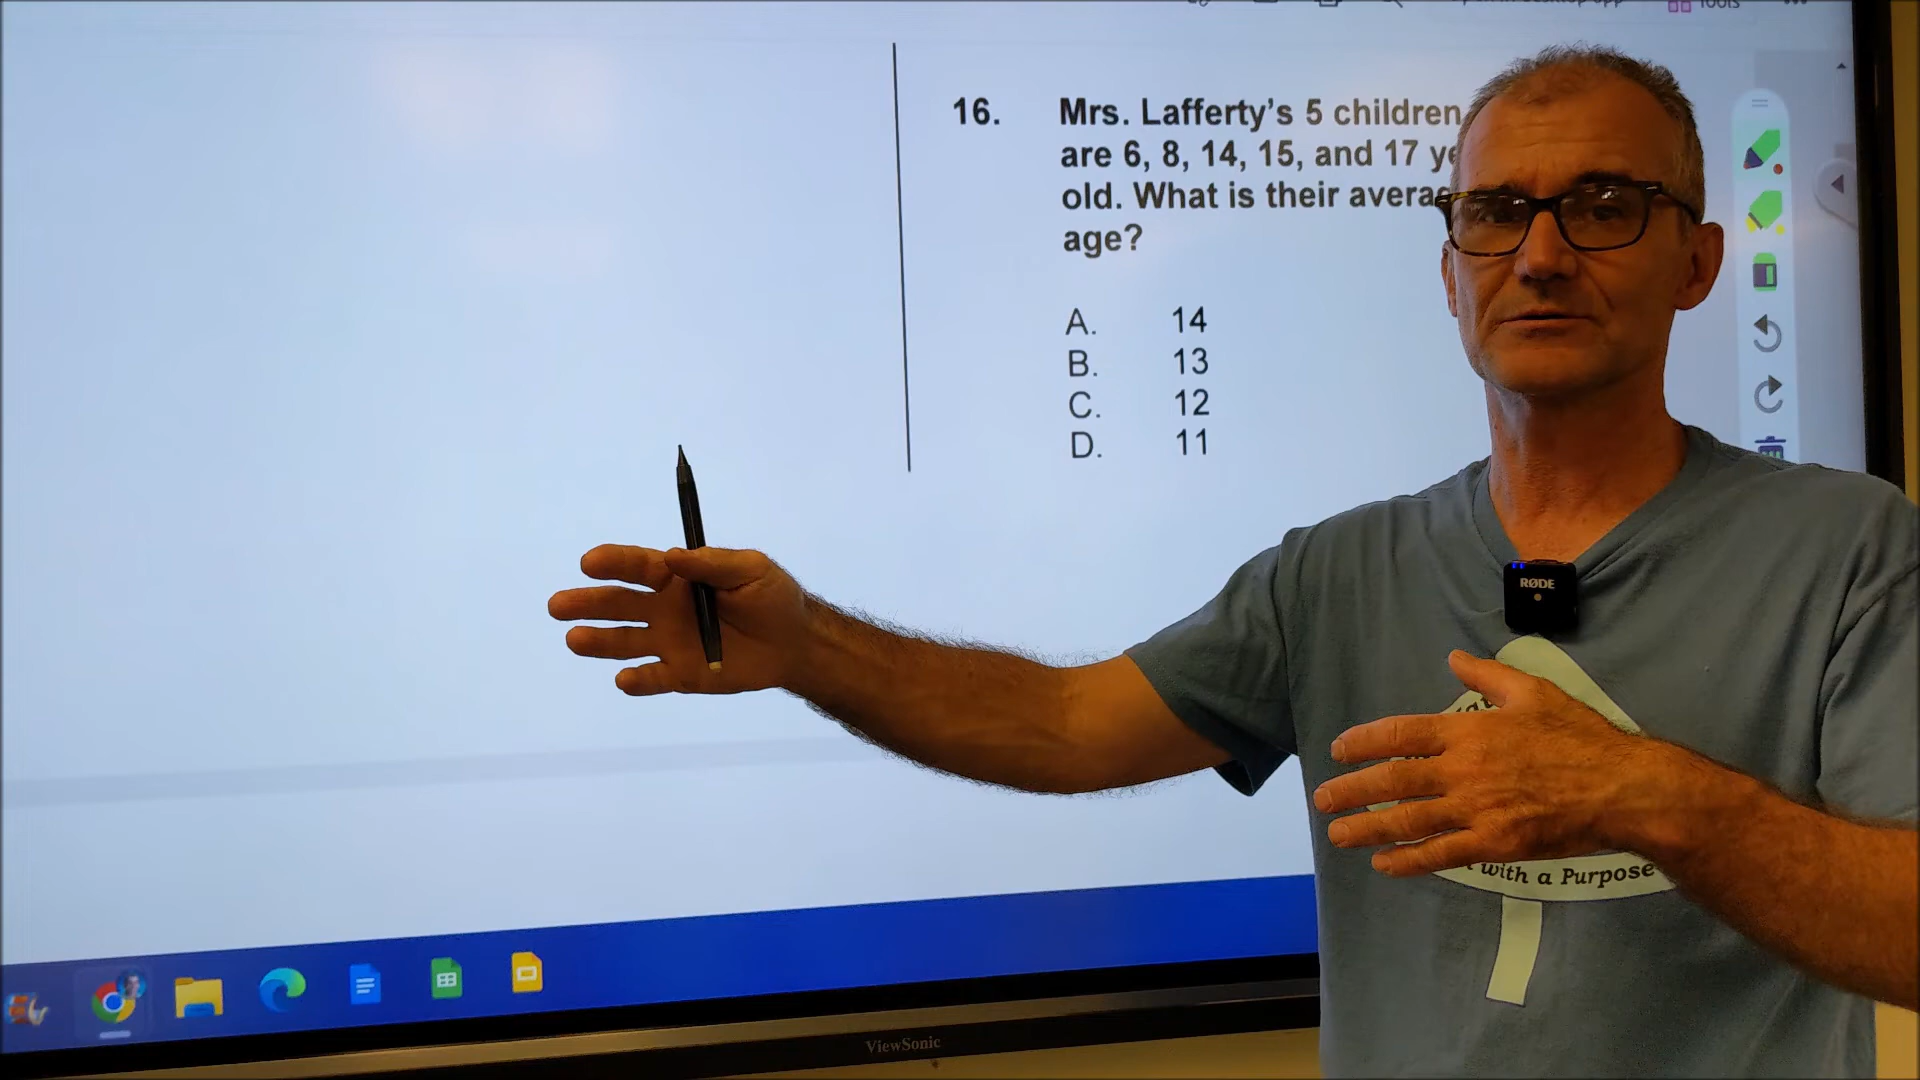 Tools
16. Mrs. Lafferty's 5 children
are 6, 8, 14, 15, and 17
old. What is their
age?
A. 14
B. 13
C. 12
D. 11
RØDE
with a Purpose
ViewSonic